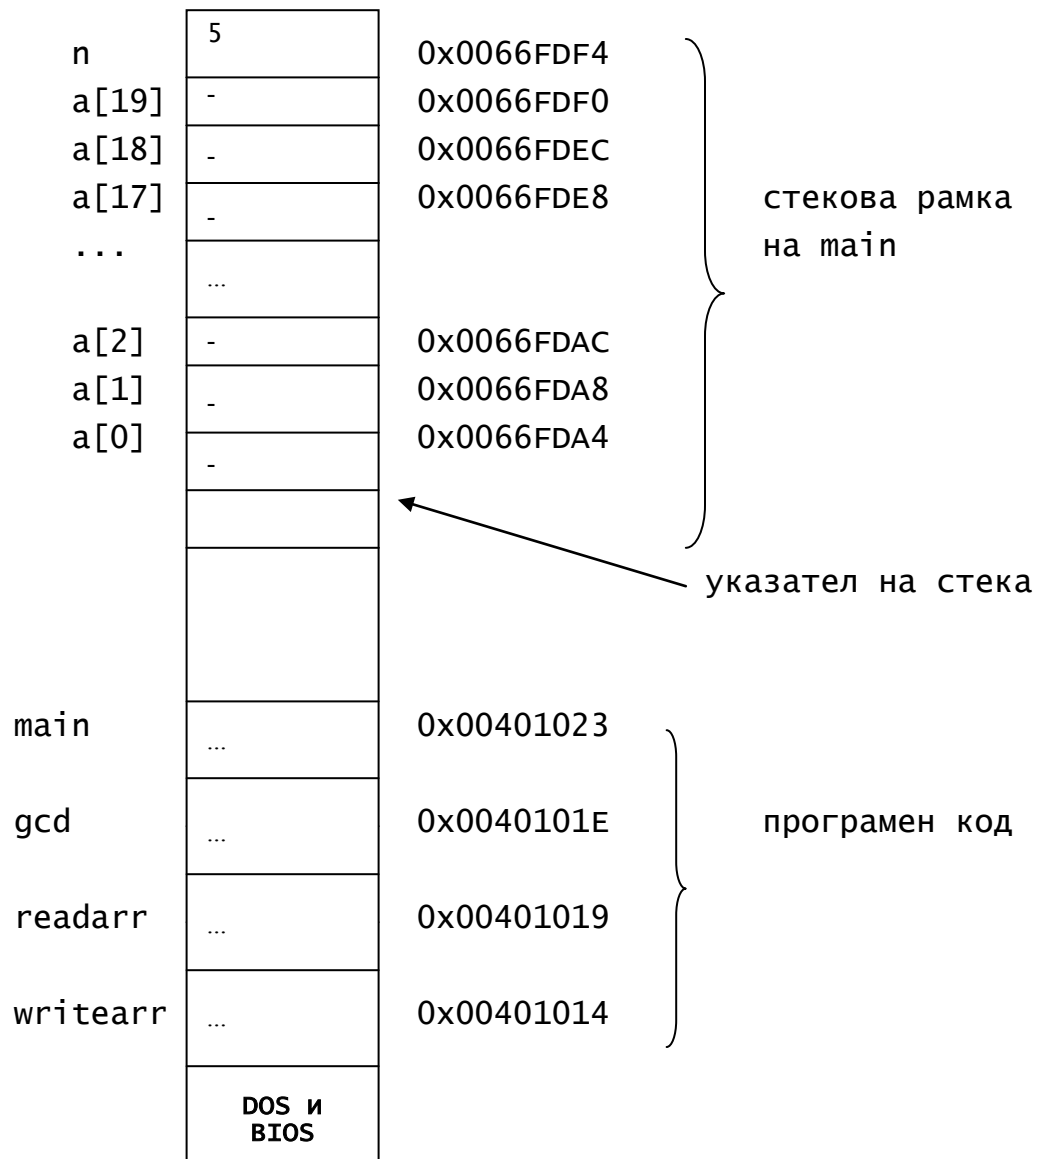 n 5 0x0066FDF4
a[19] - 0x0066FDF0
a[18] - 0x0066FDEC
a[17] - 0x0066FDE8 стекова рамка
... на main
...
a[2] - 0x0066FDAC
a[1] - 0x0066FDA8
a[0] - 0x0066FDA4
указател на стека
main ... 0x00401023
gcd ... 0x0040101E програмен код
readarr ... 0x00401019
writearr ... 0x00401014
DOS и
BIOS